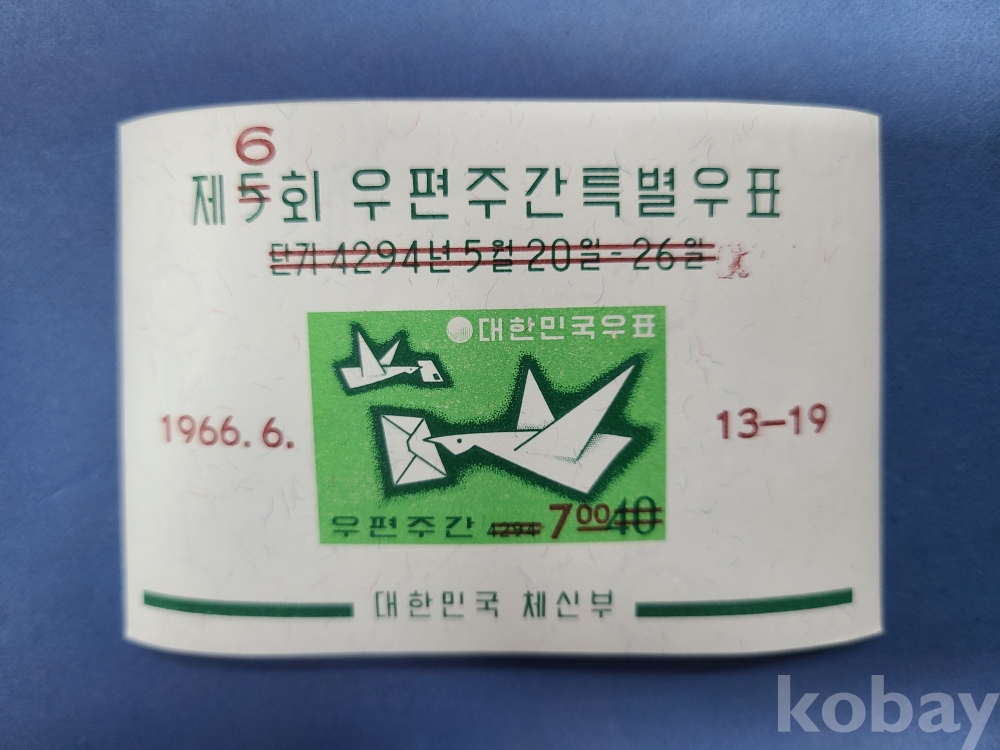 6
제5회 우편주간특별우표
단기 4294년 5월 20일-26일
대한민국우표
1966. 6.
13-19
우편주간 4294 7 00 40
대한민국 체신부
kobay